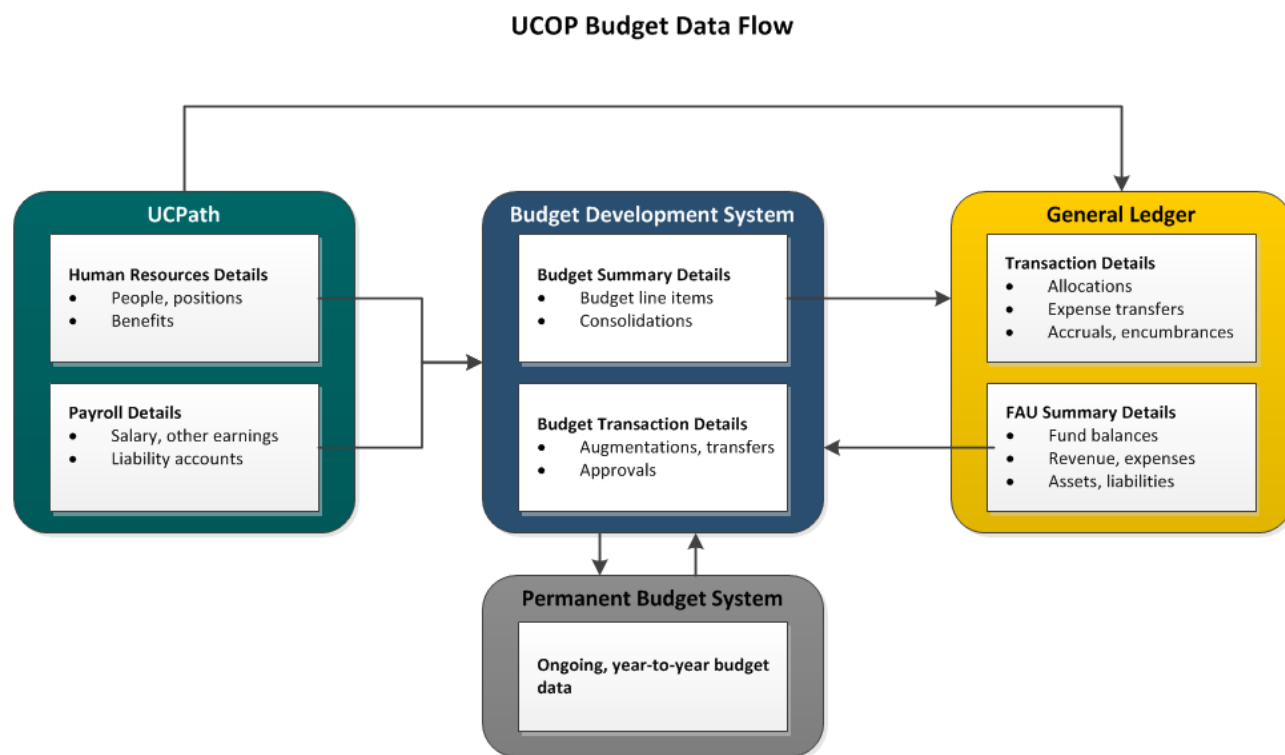 UCOP Budget Data Flow
UCPath
Human Resources Details
• People, positions
• Benefits
Payroll Details
• Salary, other earnings
• Liability accounts
Budget Development System
Budget Summary Details
• Budget line items
• Consolidations
Budget Transaction Details
• Augmentations, transfers
• Approvals
General Ledger
Transaction Details
• Allocations
• Expense transfers
• Accruals, encumbrances
FAU Summary Details
• Fund balances
• Revenue, expenses
• Assets, liabilities
Permanent Budget System
Ongoing, year-to-year budget
data